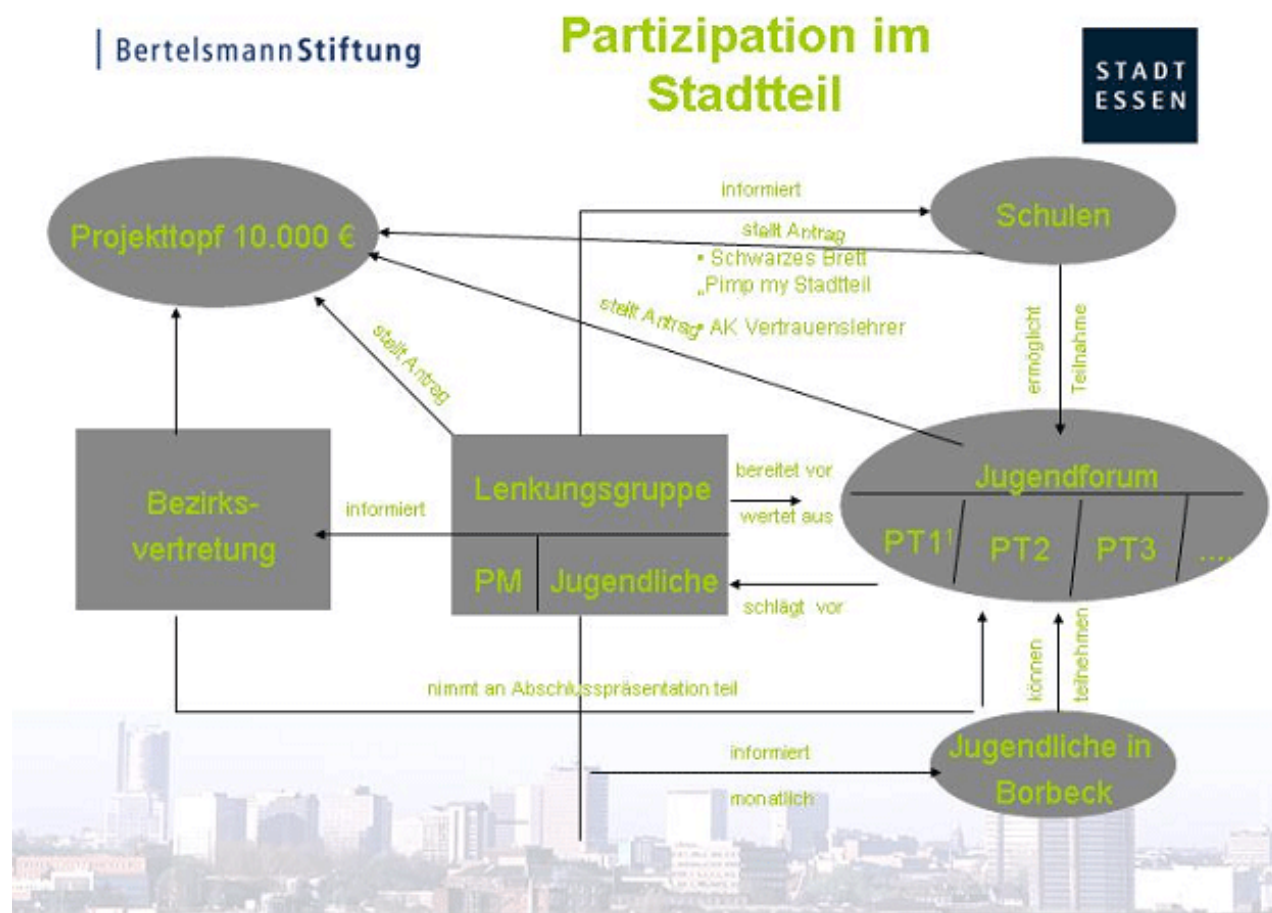 BertelsmannStiftung
Partizipation im
Stadtteil
STADT
ESSEN
Projekttopf 10.000 €
informiert
Schulen
stellt Antrag
• Schwarzes Brett
„Pimp my Stadtteil
stellt Antrag
• AK Vertrauenslehrer
stellt Antrag
ermöglicht
Teilnahme
Bezirks-
vertretung
informiert
Lenkungsgruppe
PM
Jugendliche
bereitet vor
wertet aus
schlägt vor
Jugendforum
PT1¹
PT2
PT3
.....
können
teilnehmen
nimmt an Abschlusspräsentation teil
informiert
monatlich
Jugendliche in
Borbeck